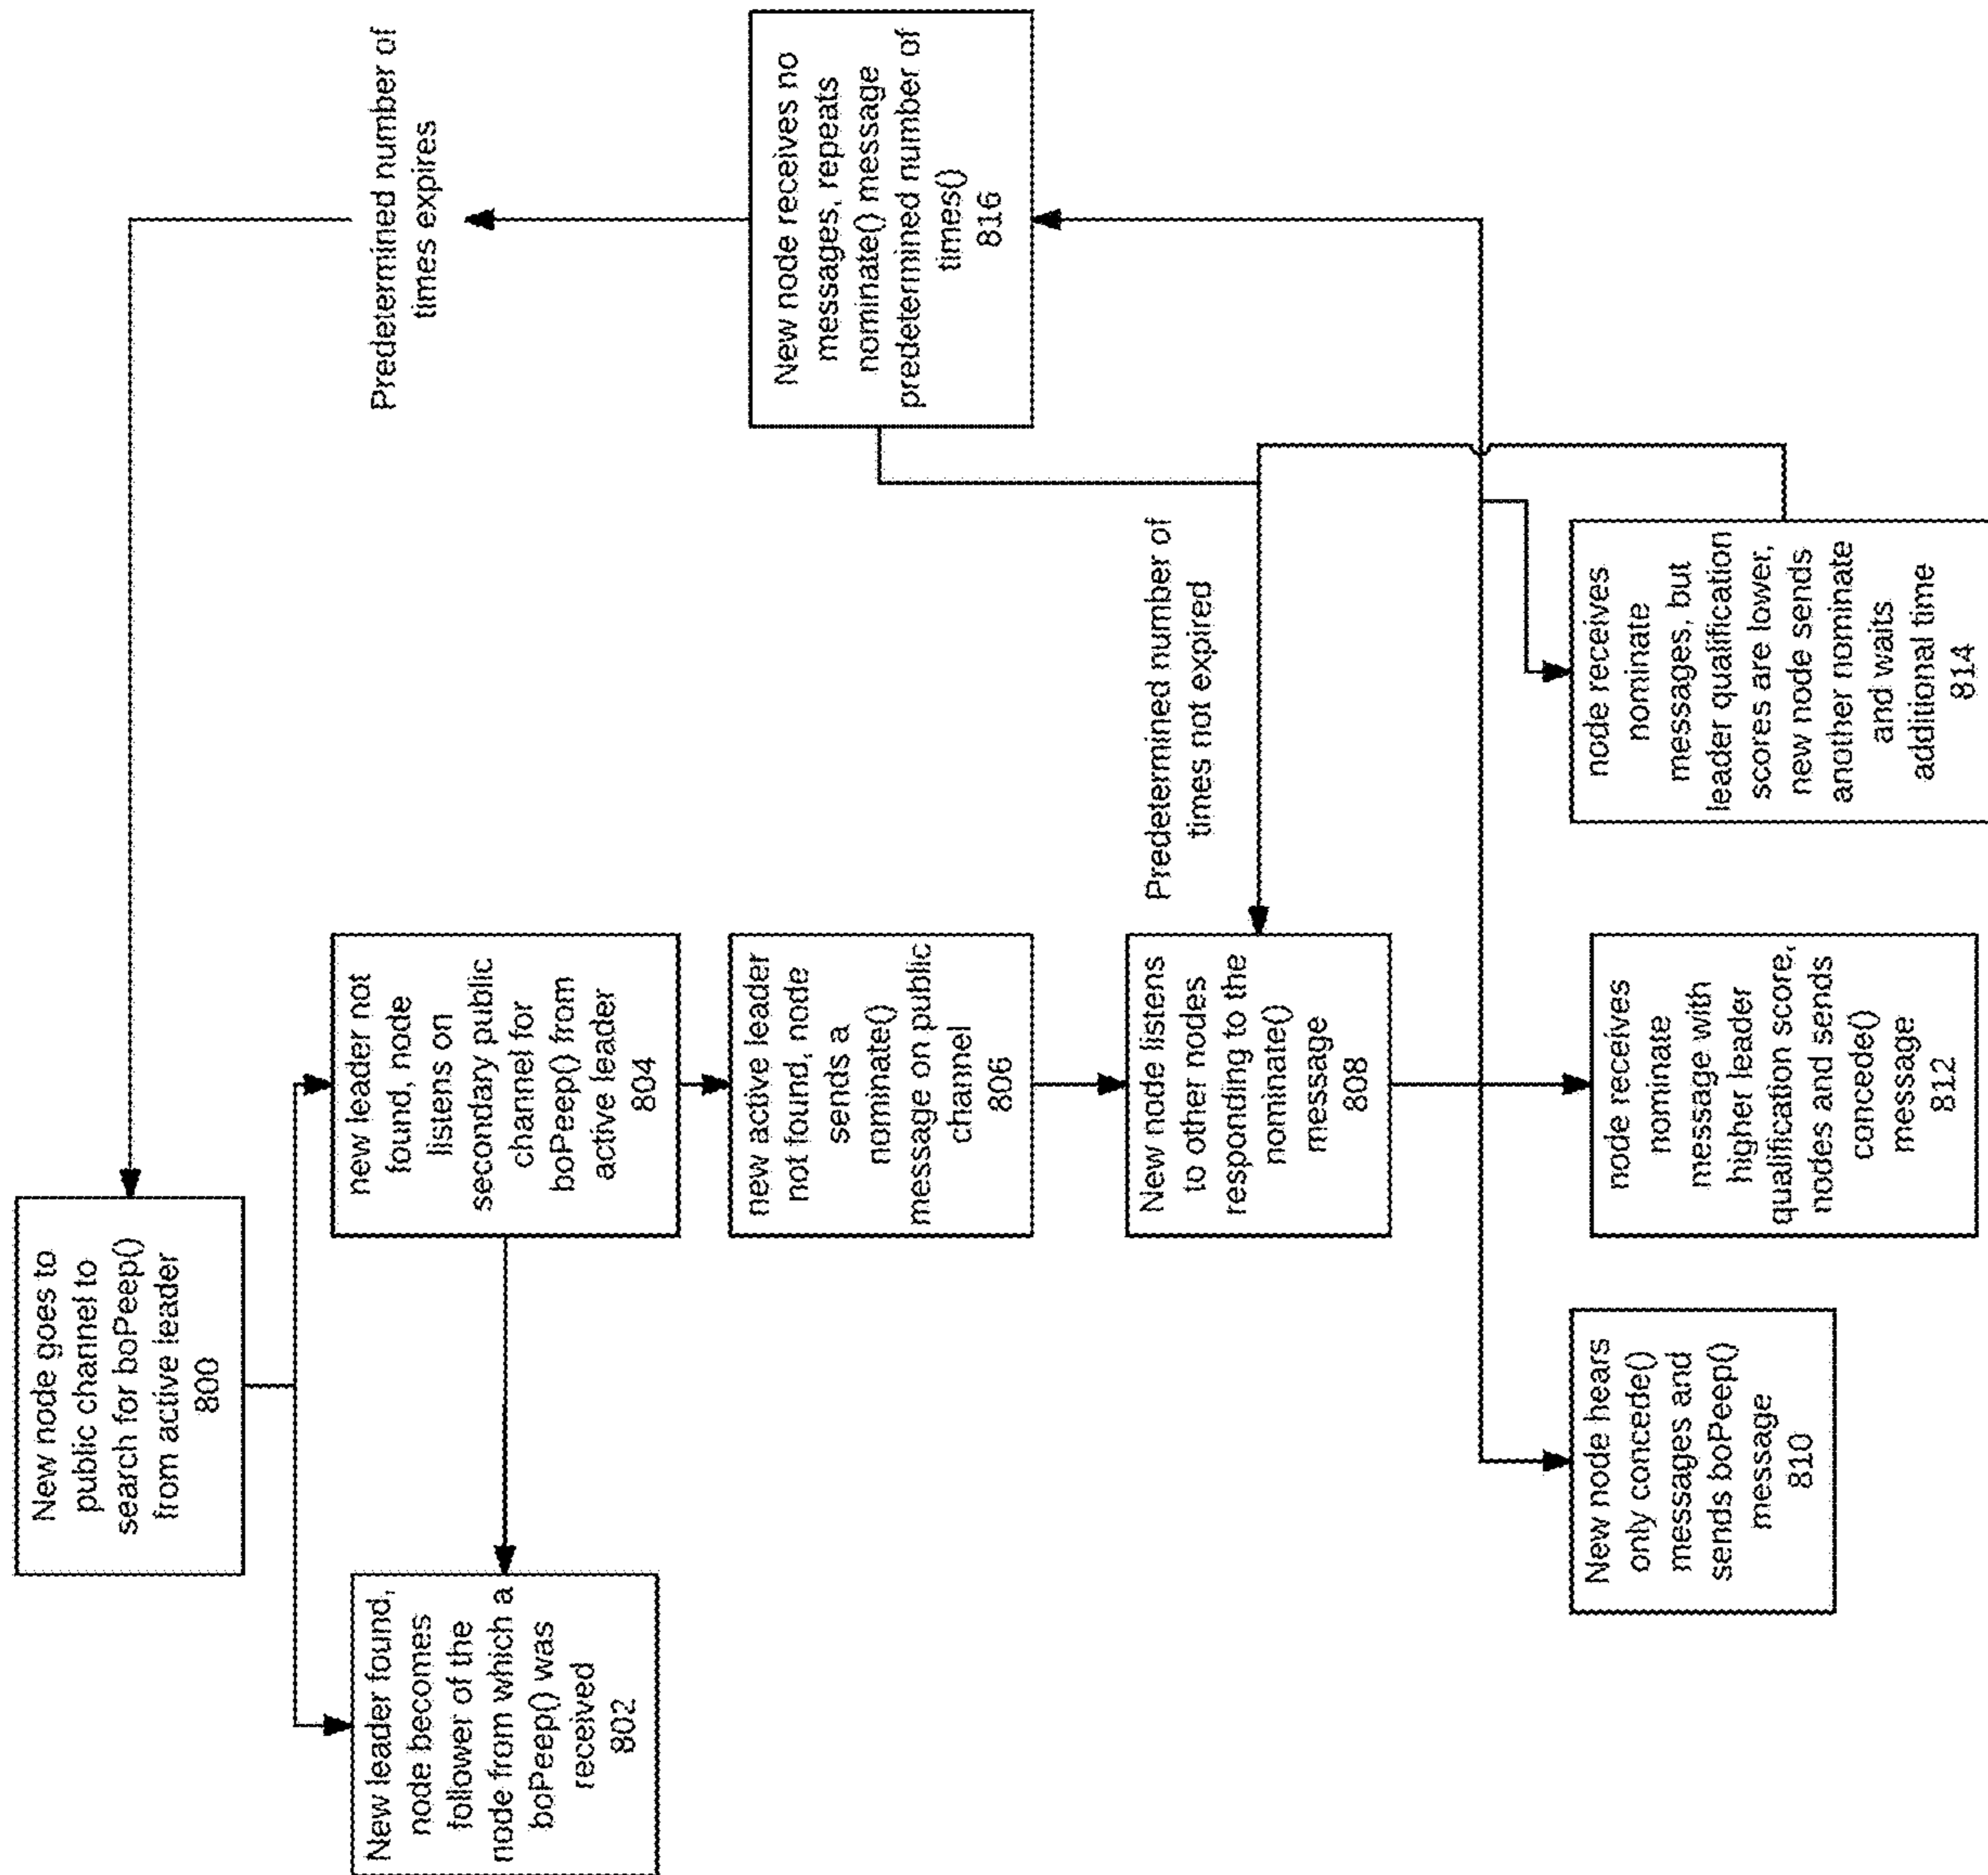 New node goes to
public channel to
search for boPeep()
from active leader
800
New leader found,
node becomes
follower of the
node from which a
boPeep() was
received
802
new leader not
found, node
listens on
secondary public
channel for
boPeep() from
active leader
804
new active leader
not found, node
sends a
nominate()
message on public
channel
806
New node listens
to other nodes
responding to the
nominate()
message
808
New node hears
only concede()
messages and
sends boPeep()
message
810
node receives
nominate
message with
higher leader
qualification score,
nodes and sends
concede()
message
812
node receives
nominate
messages, but
leader qualification
scores are lower,
new node sends
another nominate
and waits
additional time
814
New node receives no
messages, repeats
nominate() message
predetermined number of
times()
816
Predetermined number of
times expires
Predetermined number of
times not expired